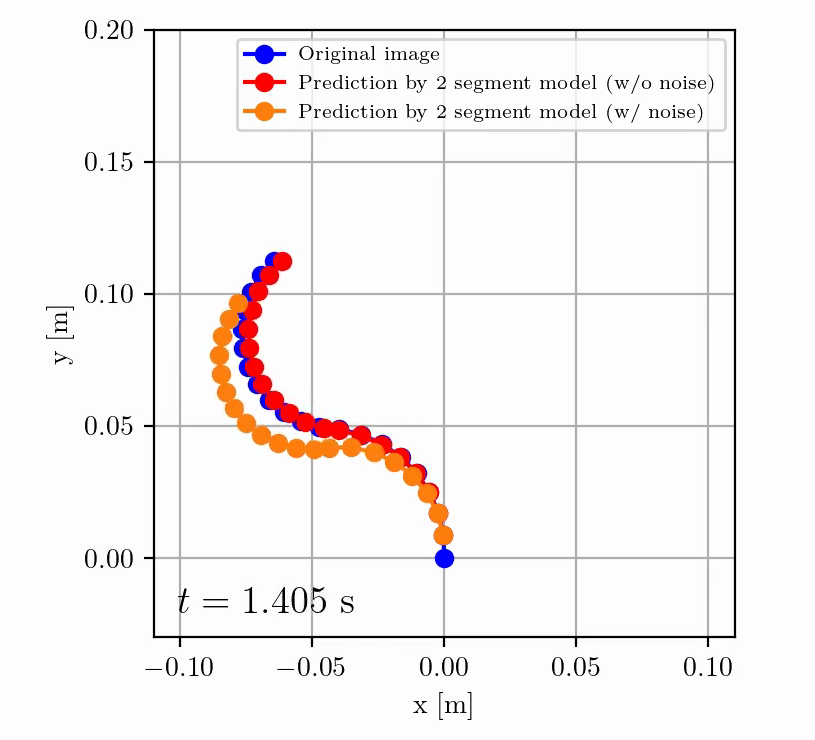 0.20
Original image
Prediction by 2 segment model (w/o noise)
Prediction by 2 segment model (w/ noise)
0.15
0.10
y [m]
0.05
0.00
t = 1.405 s
−0.10 −0.05 0.00 0.05 0.10
x [m]